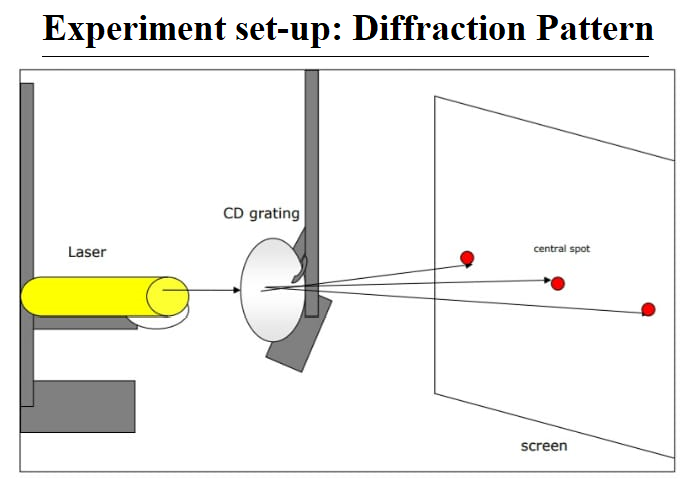 Experiment set-up: Diffraction Pattern
CD grating
Laser
central spot
screen